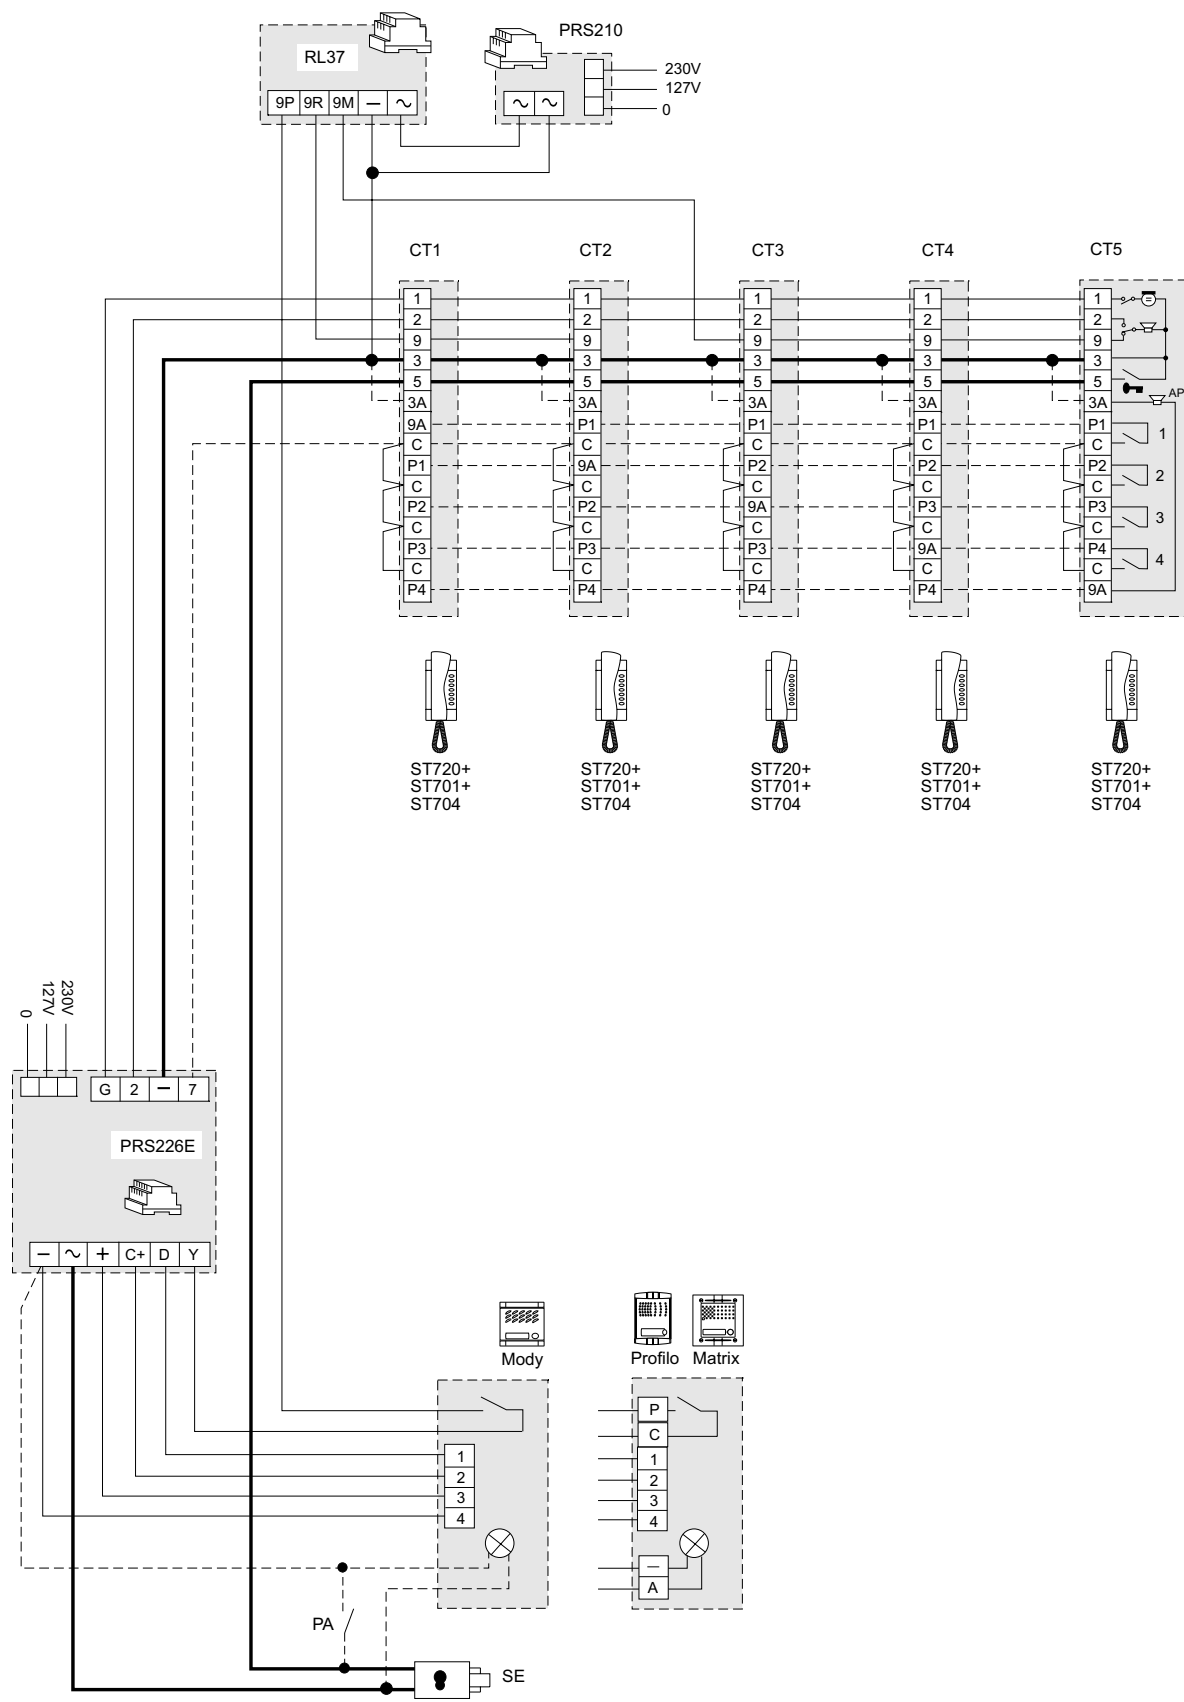 PRS210
RL37
230V
127V
0
9P 9R 9M — ~
~ ~
CT1 CT2 CT3 CT4 CT5
1 1 1 1 1
2 2 2 2 2
9 9 9 9 9
3 3 3 3 3
5 5 5 5 5
3A 3A 3A 3A 3A AP
9A P1 P1 P1 P1 1
C C C C C
P1 9A P2 P2 P2 2
C C C C C
P2 P2 9A P3 P3 3
C C C C C
P3 P3 P3 9A P4 4
C C C C C
P4 P4 P4 P4 9A
ST720+ ST720+ ST720+ ST720+ ST720+
ST701+ ST701+ ST701+ ST701+ ST701+
ST704 ST704 ST704 ST704 ST704
0 127V 230V
G 2 — 7
PRS226E
— ~ + C+ D Y
Mody Profilo Matrix
P
C
1 1
2 2
3 3
4 4
—
A
PA
SE